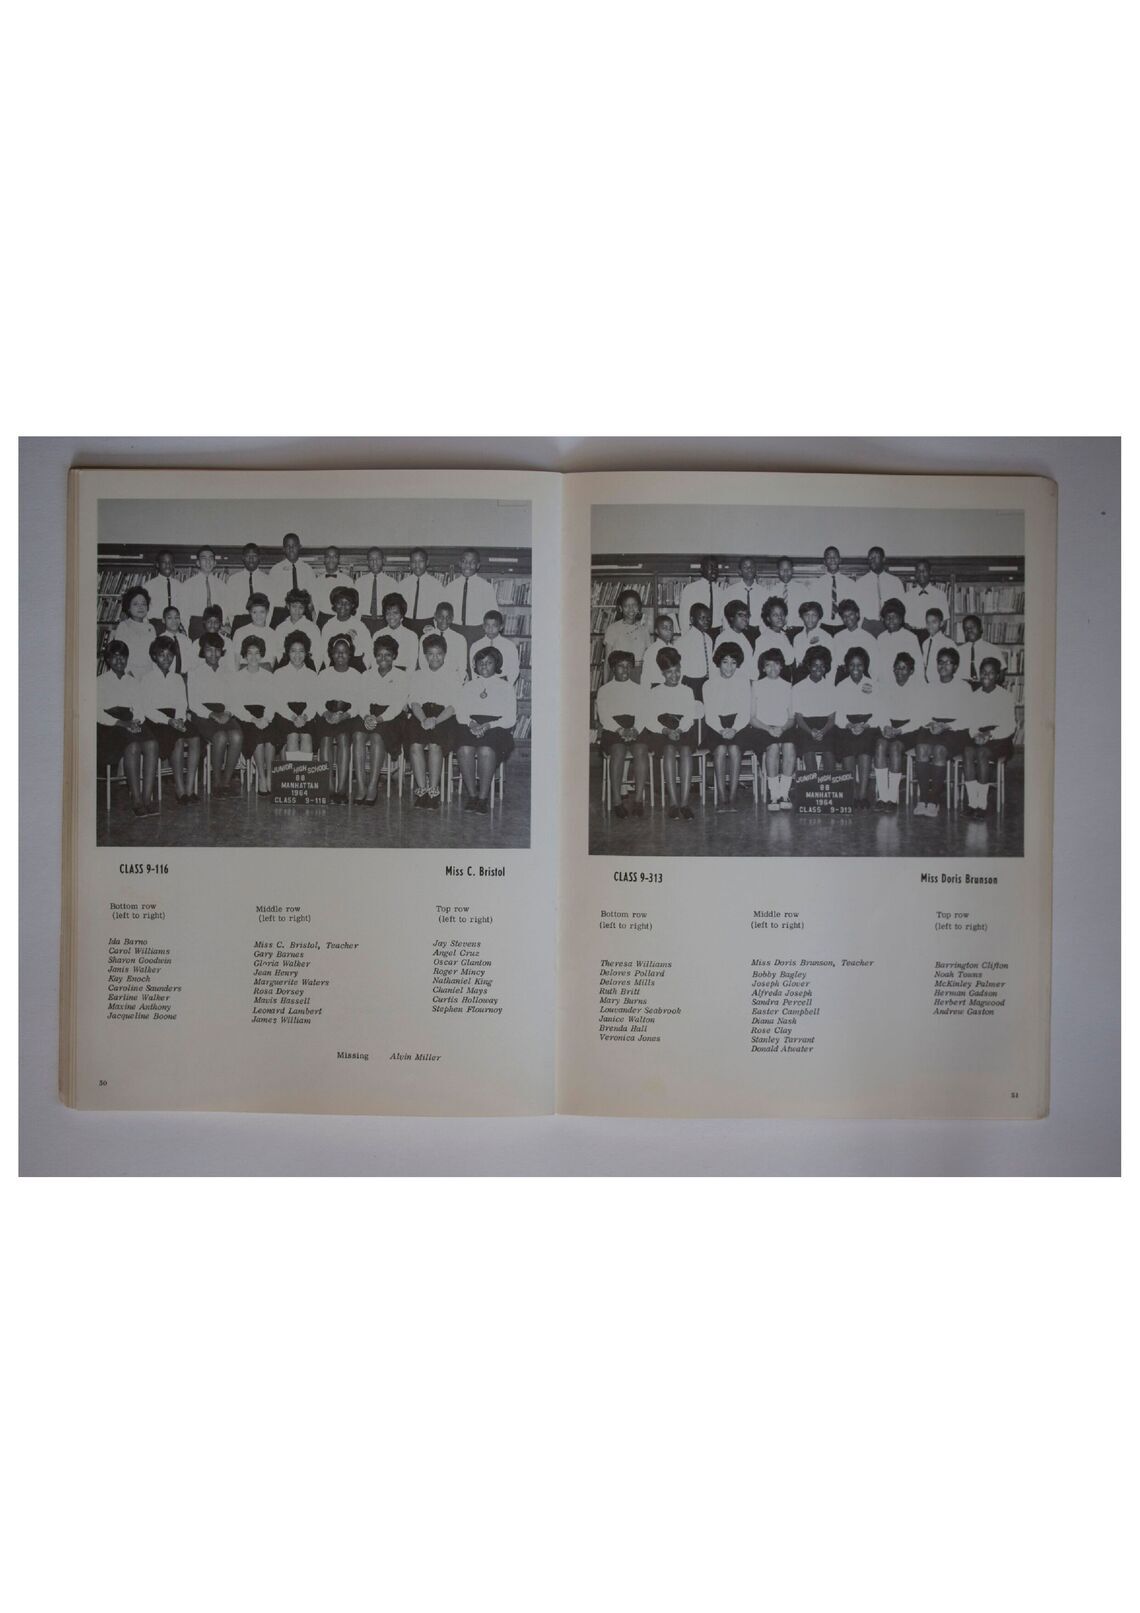 JUNIOR HIGH SCHOOL
88
MANHATTAN
1964
CLASS 9-116
CLASS 9-116
Miss C. Bristol
Bottom row
(left to right)
Ida Barno
Carol Williams
Sharon Goodwin
Janis Walker
Kay Enoch
Caroline Saunders
Earline Walker
Maxine Anthony
Jacqueline Boone
Middle row
(left to right)
Miss C. Bristol, Teacher
Gary Barnes
Gloria Walker
Jean Henry
Marguerite Waters
Rosa Dorsey
Mavis Hassell
Leonard Lambert
James William
Top row
(left to right)
Jay Stevens
Angel Cruz
Oscar Glanton
Roger Mincy
Nathaniel King
Chaniel Mays
Curtis Holloway
Stephen Flournoy
Missing Alvin Miller
50
JUNIOR HIGH SCHOOL
88
MANHATTAN
1964
CLASS 9-313
CLASS 9-313
Miss Doris Brunson
Bottom row
(left to right)
Theresa Williams
Delores Pollard
Delores Mills
Ruth Britt
Mary Burns
Lowcander Seabrook
Janice Walton
Brenda Hall
Veronica Jones
Middle row
(left to right)
Miss Doris Brunson, Teacher
Bobby Bagley
Joseph Glover
Alfreda Joseph
Sandra Percell
Easter Campbell
Diana Nash
Rose Clay
Stanley Tarrant
Donald Atwater
Top row
(left to right)
Barrington Clifton
Noah Towns
McKinley Palmer
Herman Gadson
Herbert Magwood
Andrew Gaston
51